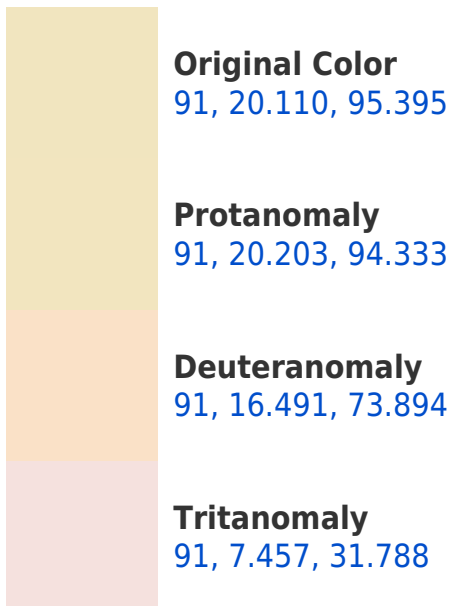 Original Color
91, 20.110, 95.395
Protanomaly
91, 20.203, 94.333
Deuteranomaly
91, 16.491, 73.894
Tritanomaly
91, 7.457, 31.788